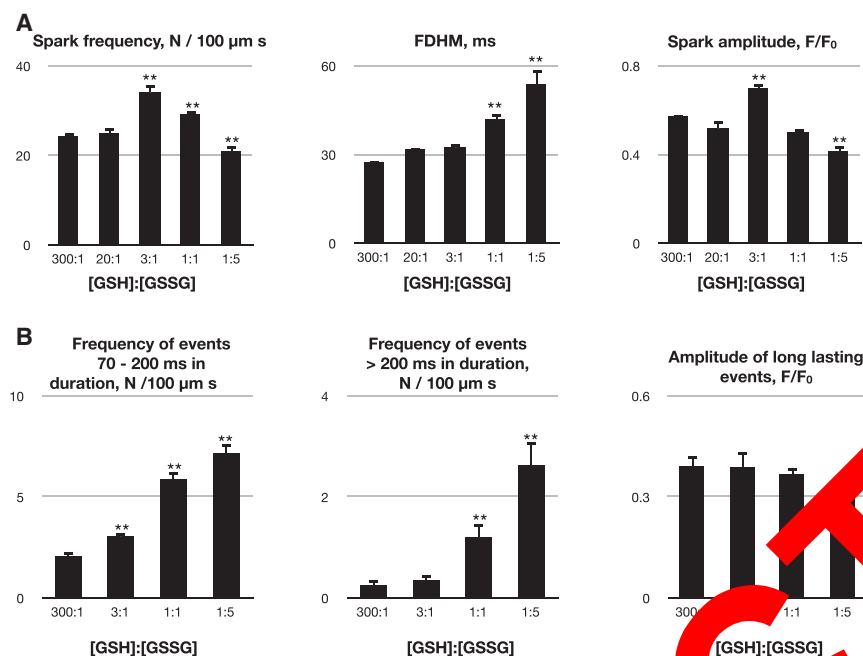 A
Spark frequency, N / 100 µm s
40
20
0
**
**
**
300:1 20:1 3:1 1:1 1:5
[GSH]:[GSSG]
FDHM, ms
60
30
0
**
**
300:1 20:1 3:1 1:1 1:5
[GSH]:[GSSG]
Spark amplitude, F/F₀
0.8
0.4
0
**
**
300:1 20:1 3:1 1:1 1:5
[GSH]:[GSSG]
B
Frequency of events
70 - 200 ms in
duration, N /100 µm s
10
5
0
**
**
**
300:1 3:1 1:1 1:5
[GSH]:[GSSG]
Frequency of events
> 200 ms in duration,
N / 100 µm s
4
2
0
**
**
300:1 3:1 1:1 1:5
[GSH]:[GSSG]
Amplitude of long lasting
events, F/F₀
0.6
0.3
0
1:1 1:5
[GSH]:[GSSG]